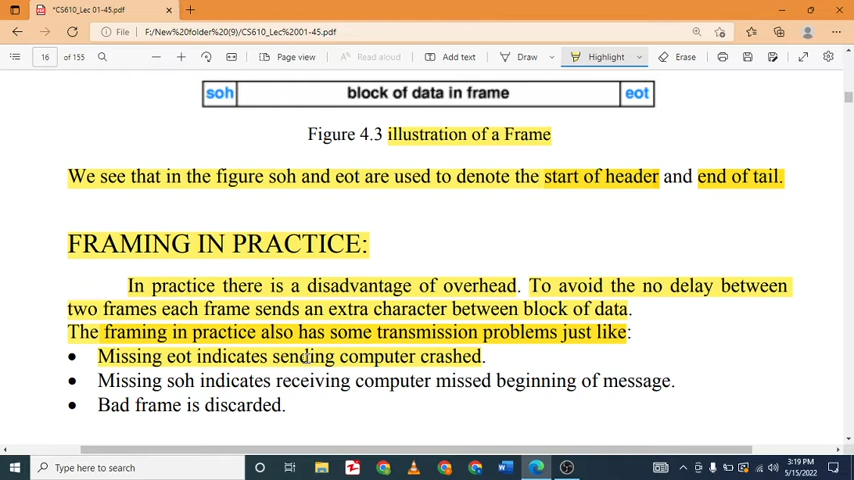 *CS610_Lec 01-45.pdf
File
F:/New%20folder%20(9)/CS610_Lec%2001-45.pdf
16 of 155
Page view
Read aloud
Add text
Draw
Highlight
Erase
soh block of data in frame eot
Figure 4.3 illustration of a Frame
We see that in the figure soh and eot are used to denote the start of header and end of tail.
FRAMING IN PRACTICE:
In practice there is a disadvantage of overhead. To avoid the no delay between
two frames each frame sends an extra character between block of data.
The framing in practice also has some transmission problems just like:
• Missing eot indicates sending computer crashed.
• Missing soh indicates receiving computer missed beginning of message.
• Bad frame is discarded.
Type here to search
3:19 PM
5/15/2022